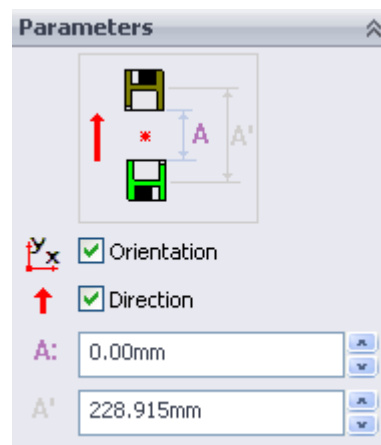 Parameters
A A'
Orientation
Direction
A: 0.00mm
A' 228.915mm